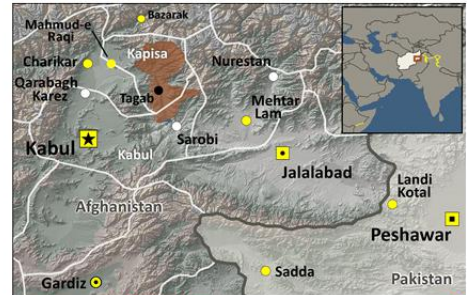 Bazarak
Mahmud-e
Raqi
Kapisa
Charikar
Nurestan
Qarabagh
Karez
Tagab
Mehtar
Lam
Kabul
Kabul
Sarobi
Jalalabad
Landi
Kotal
Afghanistan
Peshawar
Sadda
Pakistan
Gardiz